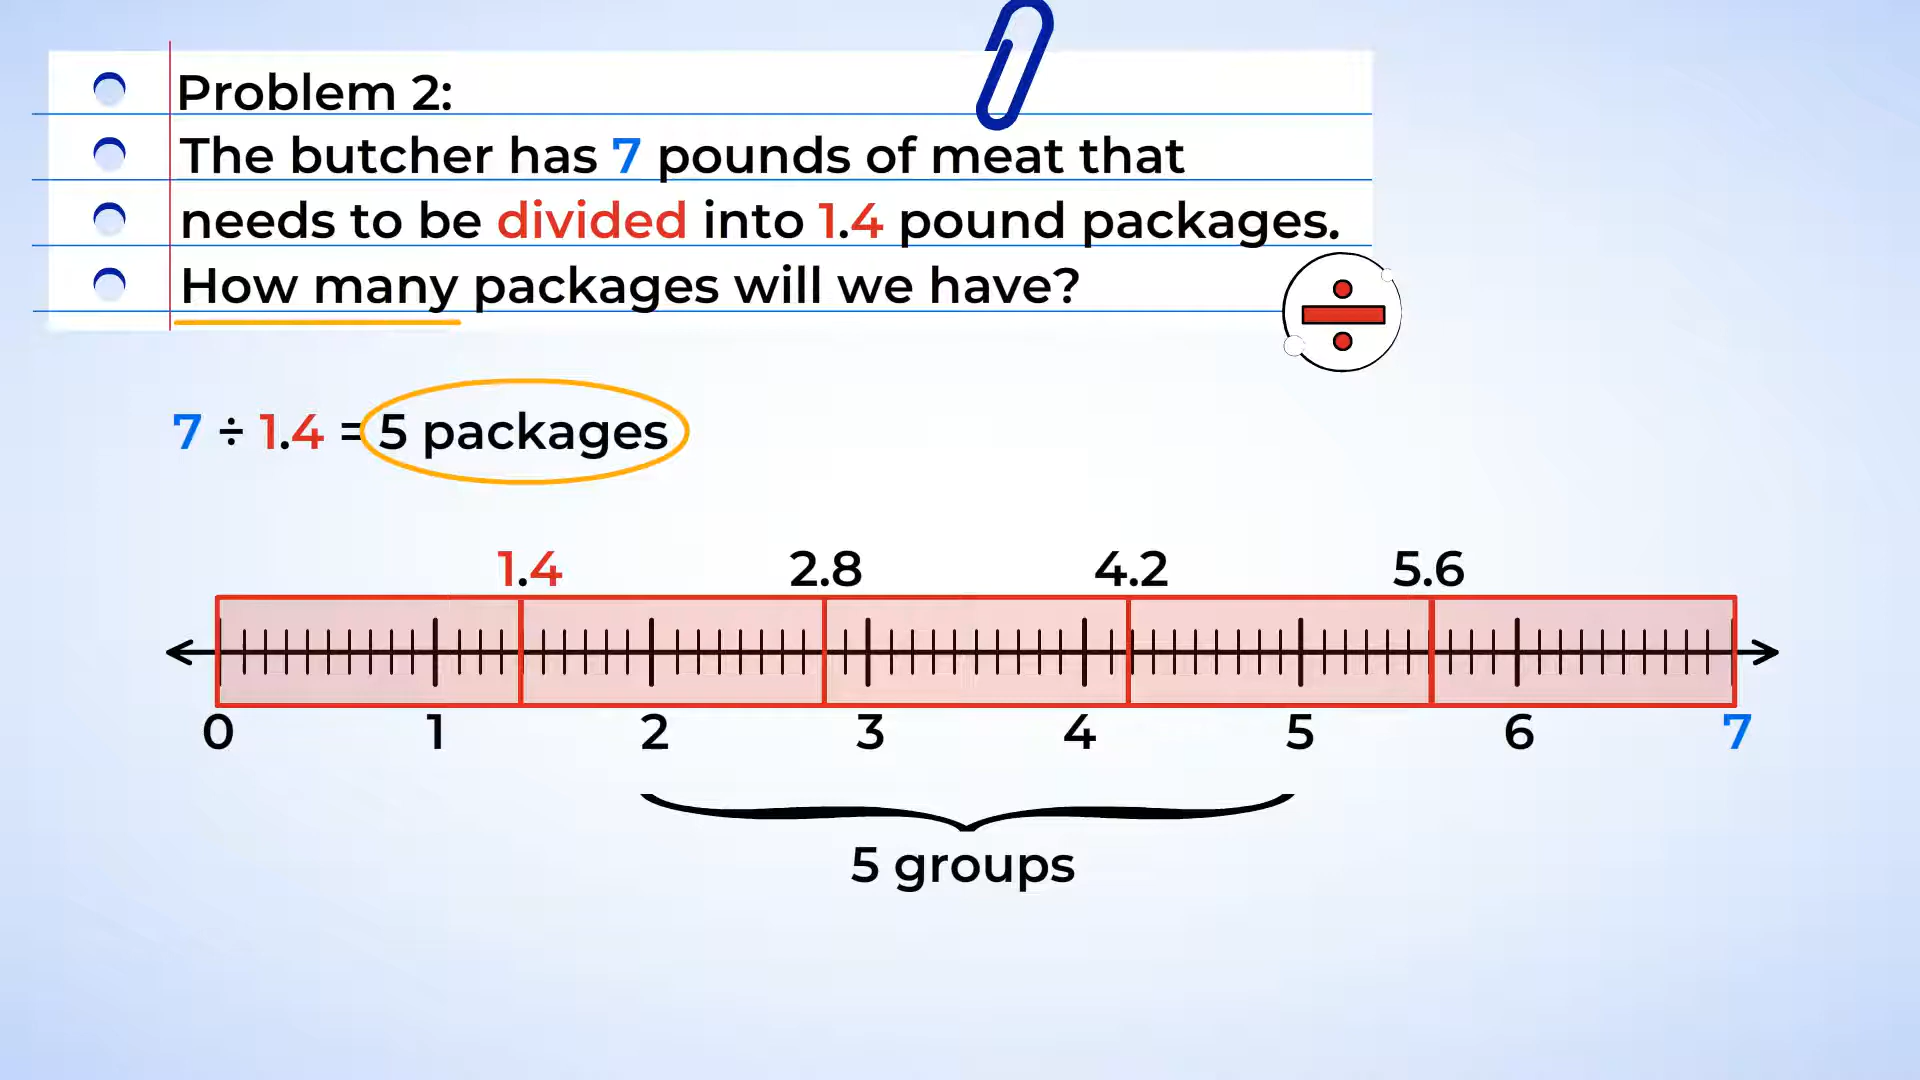 Problem 2:
The butcher has 7 pounds of meat that
needs to be divided into 1.4 pound packages.
How many packages will we have?
7 ÷ 1.4 = 5 packages
1.4 2.8 4.2 5.6
0 1 2 3 4 5 6 7
5 groups